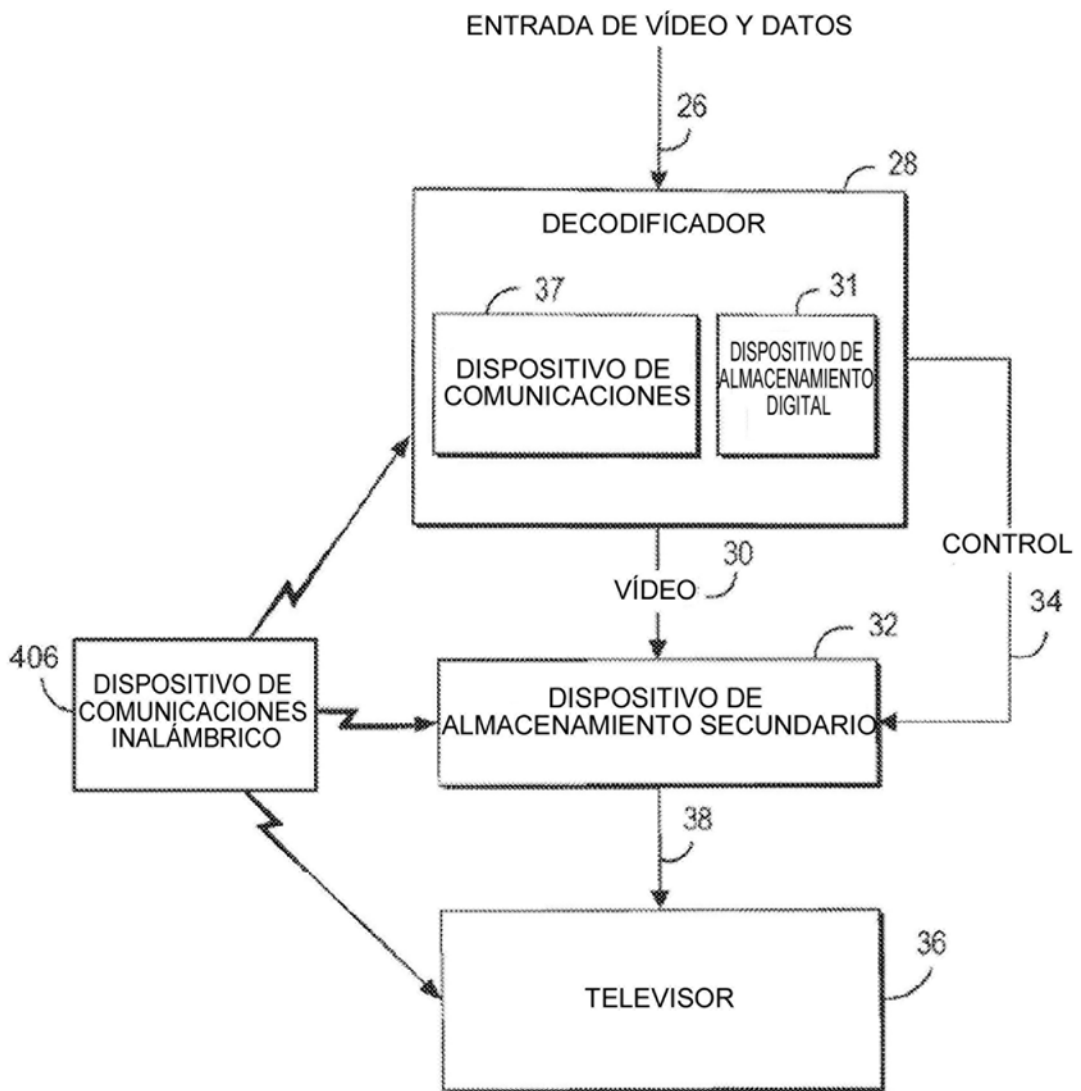 ENTRADA DE VÍDEO Y DATOS
26
28
DECODIFICADOR
37
31
DISPOSITIVO DE
COMUNICACIONES
DISPOSITIVO DE
ALMACENAMIENTO
DIGITAL
CONTROL
30
VÍDEO
34
32
406
DISPOSITIVO DE
COMUNICACIONES
INALÁMBRICO
DISPOSITIVO DE
ALMACENAMIENTO SECUNDARIO
38
36
TELEVISOR